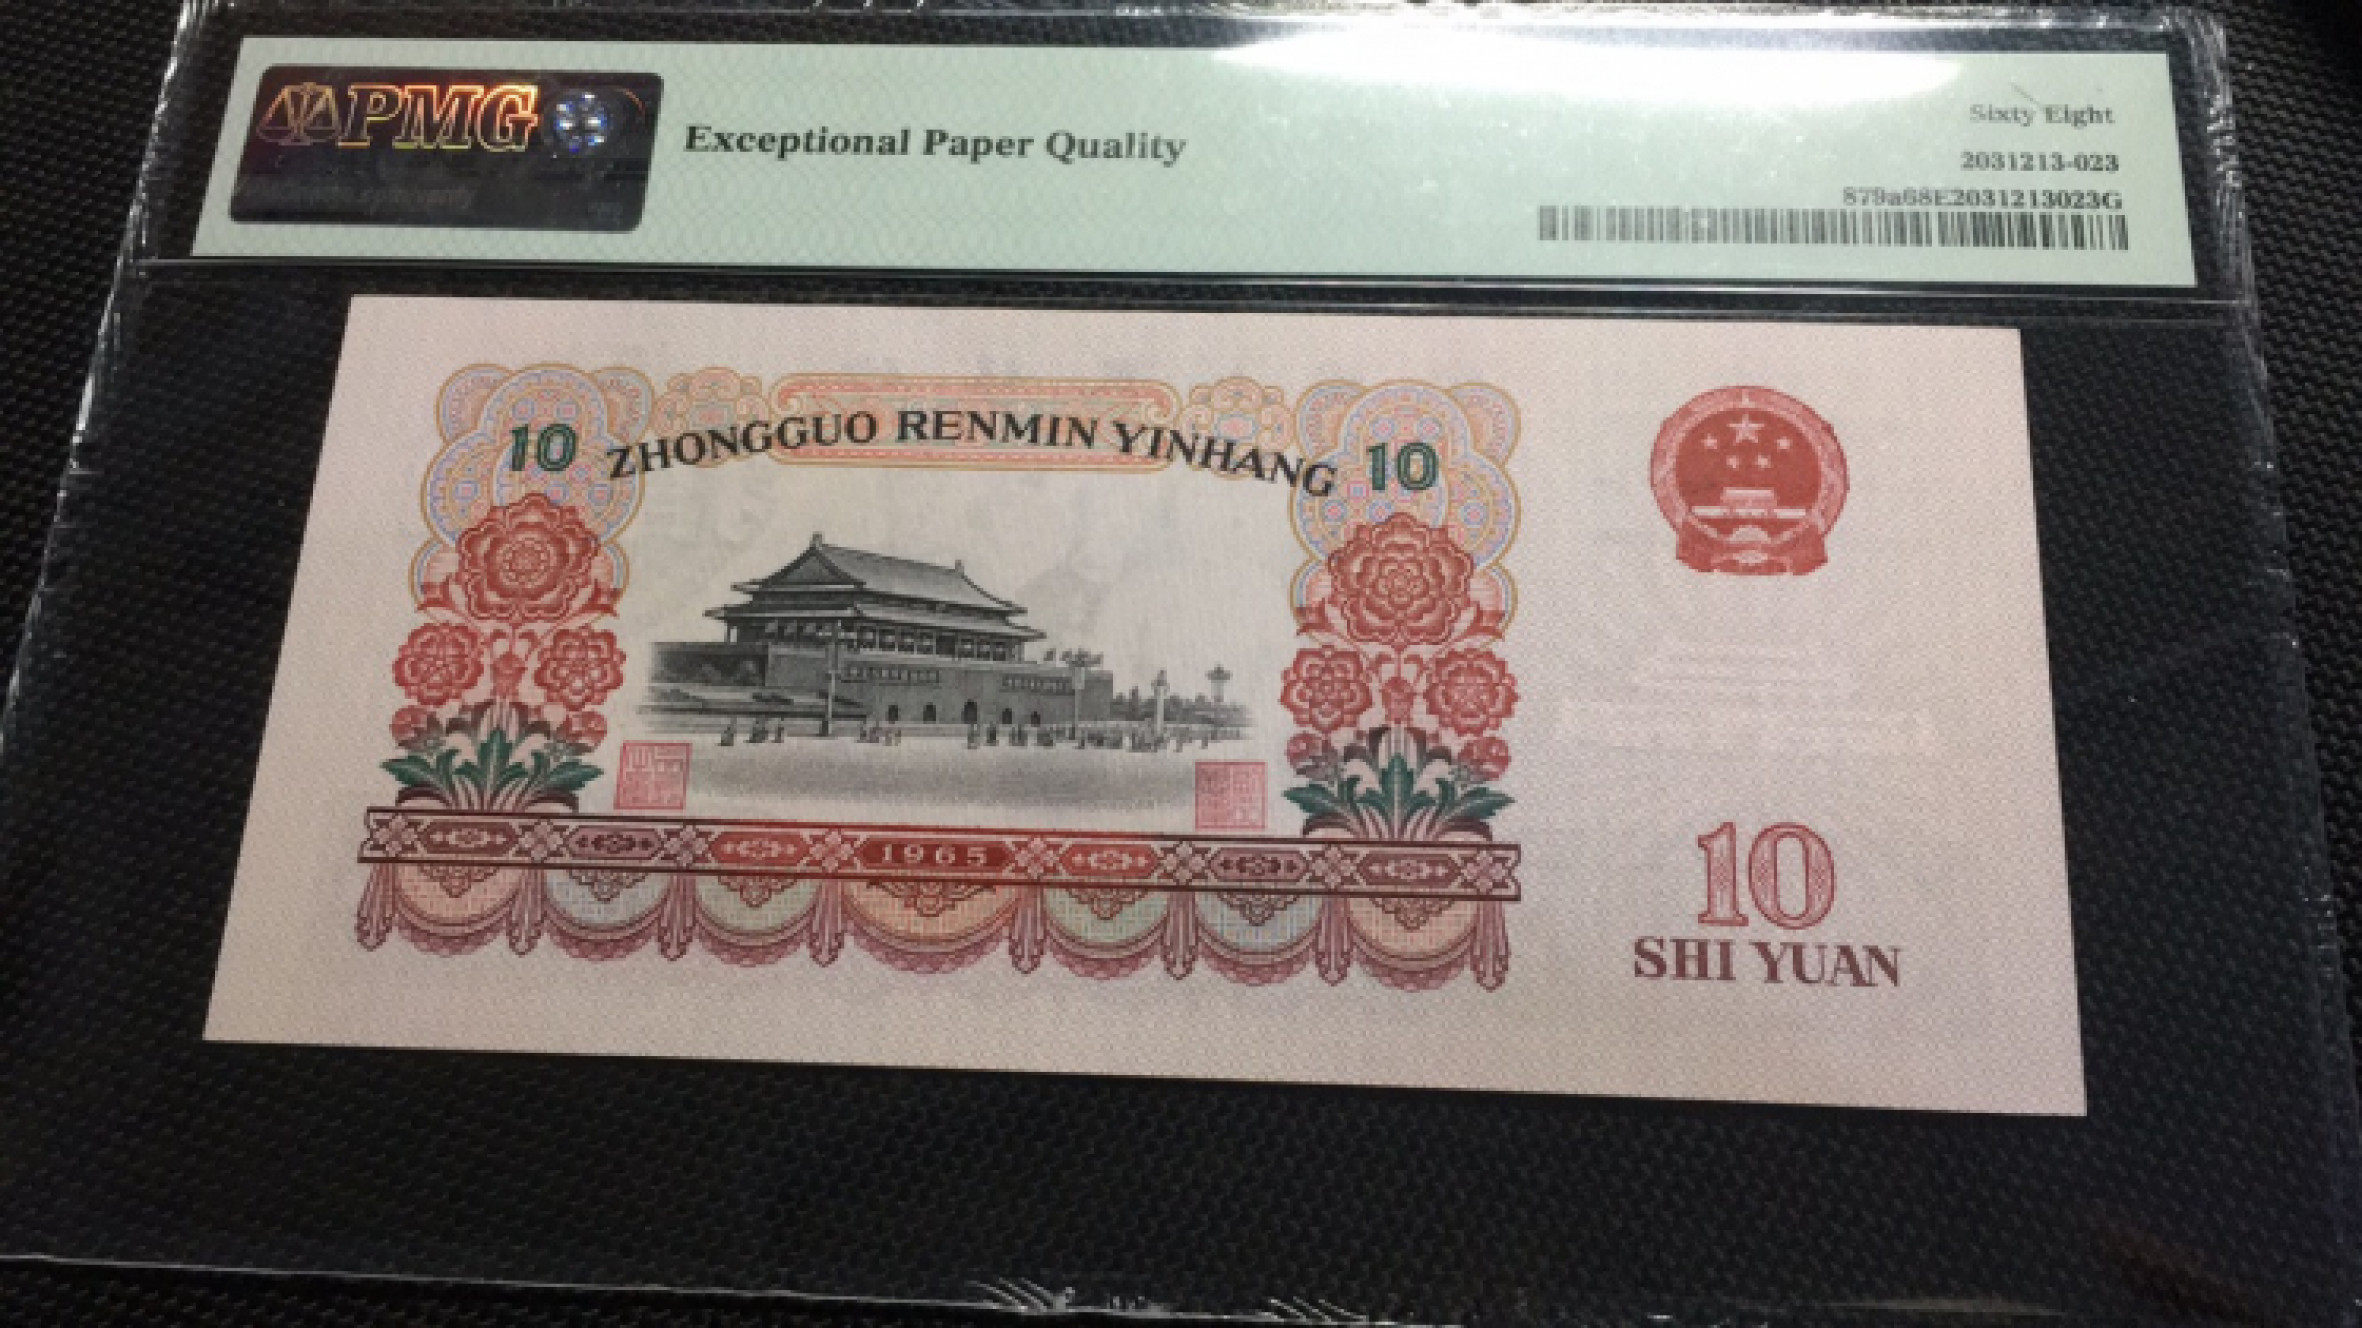 PMG
Exceptional Paper Quality
Sixty Eight
2031213-023
879a68E2031213023G
10 ZHONGGUO RENMIN YINHANG 10
1965
10
SHI YUAN